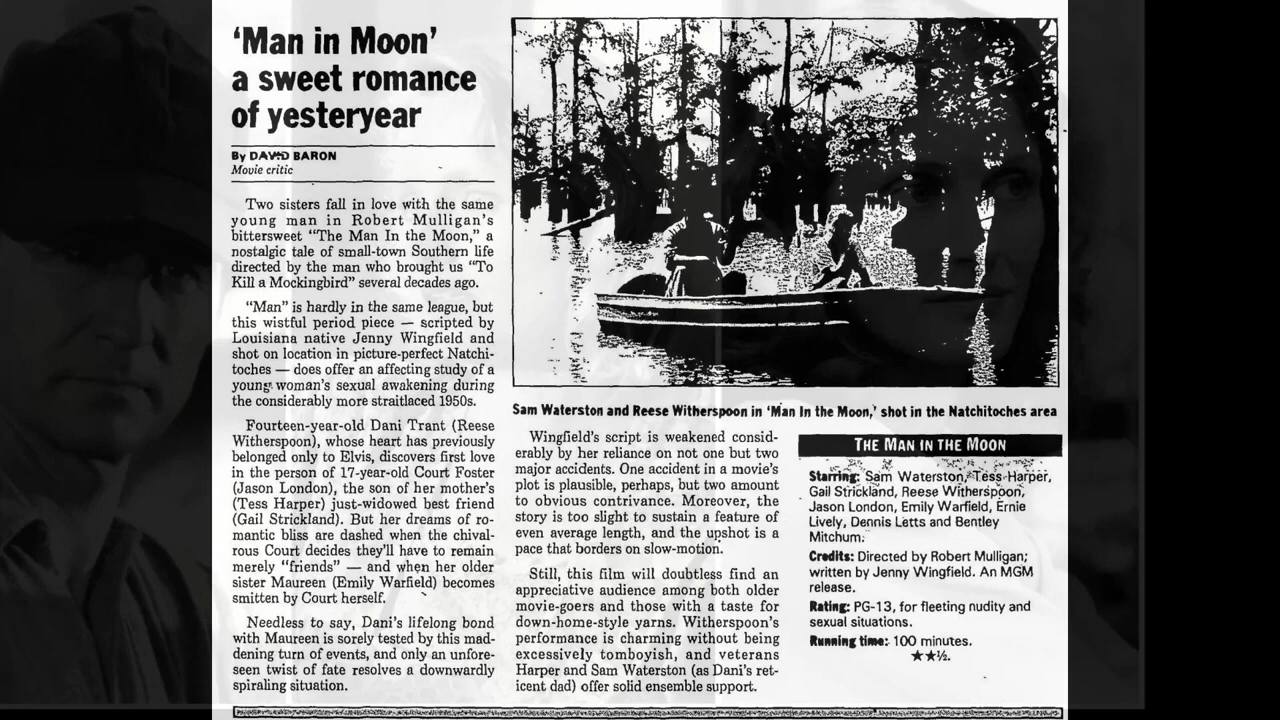 ‘Man in Moon’
a sweet romance
of yesteryear
By DAVID BARON
Movie critic
Two sisters fall in love with the same
young man in Robert Mulligan’s
bittersweet “The Man In the Moon,” a
nostalgic tale of small-town Southern life
directed by the man who brought us “To
Kill a Mockingbird” several decades ago.
“Man” is hardly in the same league, but
this wistful period piece — scripted by
Louisiana native Jenny Wingfield and
shot on location in picture-perfect Natchi-
toches — does offer an affecting study of a
young woman’s sexual awakening during
the considerably more straitlaced 1950s.
Fourteen-year-old Dani Trant (Reese
Witherspoon), whose heart has previously
belonged only to Elvis, discovers first love
in the person of 17-year-old Court Foster
(Jason London), the son of her mother’s
(Tess Harper) just-widowed best friend
(Gail Strickland). But her dreams of ro-
mantic bliss are dashed when the chival-
rous Court decides they’ll have to remain
merely “friends” — and when her older
sister Maureen (Emily Warfield) becomes
smitten by Court herself.
Needless to say, Dani’s lifelong bond
with Maureen is sorely tested by this mad-
dening turn of events, and only an unfore-
seen twist of fate resolves a downwardly
spiraling situation.
Sam Waterston and Reese Witherspoon in ‘Man In the Moon,’ shot in the Natchitoches area
Wingfield’s script is weakened consid-
erably by her reliance on not one but two
major accidents. One accident in a movie’s
plot is plausible, perhaps, but two amount
to obvious contrivance. Moreover, the
story is too slight to sustain a feature of
even average length, and the upshot is a
pace that borders on slow-motion.
Still, this film will doubtless find an
appreciative audience among both older
movie-goers and those with a taste for
down-home-style yarns. Witherspoon’s
performance is charming without being
excessively tomboyish, and veterans
Harper and Sam Waterston (as Dani’s ret-
icent dad) offer solid ensemble support.
THE MAN IN THE MOON
Starring: Sam Waterston, Tess Harper,
Gail Strickland, Reese Witherspoon,
Jason London, Emily Warfield, Ernie
Lively, Dennis Letts and Bentley
Mitchum.
Credits: Directed by Robert Mulligan;
written by Jenny Wingfield. An MGM
release.
Rating: PG-13, for fleeting nudity and
sexual situations.
Running time: 100 minutes.
★★½.